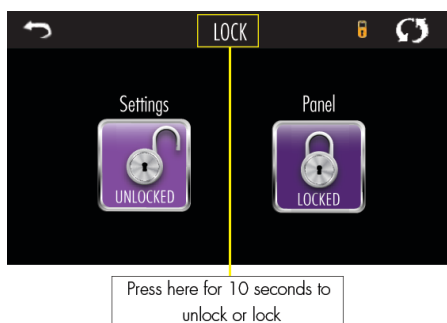 LOCK
Settings
Panel
UNLOCKED
LOCKED
Press here for 10 seconds to
unlock or lock